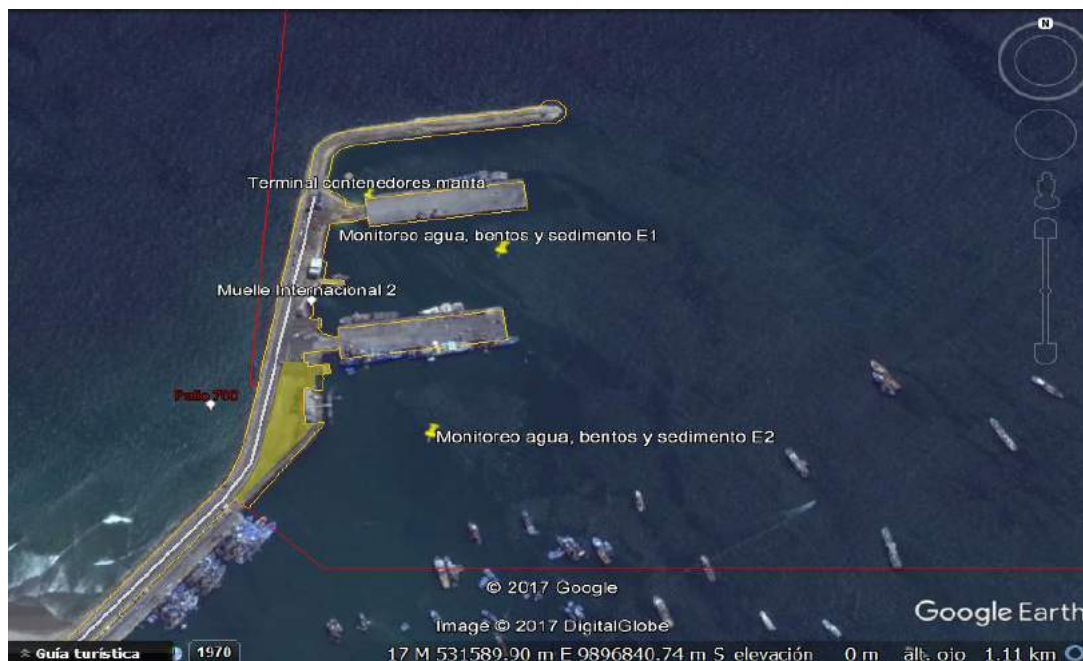 N
Terminal contenedores manta
Monitoreo agua, bentos y sedimento E1
Muelle Internacional 2
Patio 700
Monitoreo agua, bentos y sedimento E2
© 2017 Google
Google Earth
Image © 2017 DigitalGlobe
Guía turística
1970
17 M 531589.90 m E 9896840.74 m S elevación 0 m alt. ojo 1.11 km